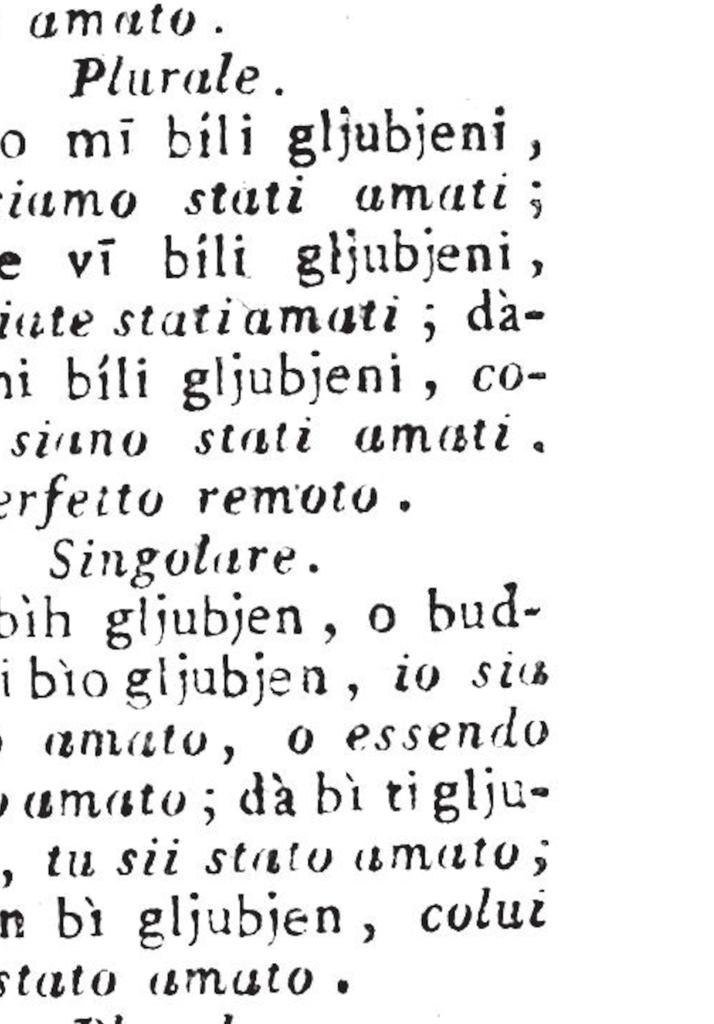 amato.
Plurale.
o mī bíli gljubjeni,
siamo stati amati;
e vī bíli gljubjeni,
iate stati amati; dà-
ni bíli gljubjeni, co-
siano stati amati.
erfetto remoto.
Singolare.
bìh gljubjen, o bud-
i bìo gljubjen, io sia
amato, o essendo
o amato; dà bì ti glju-
, tu sii stato amato;
n bì gljubjen, colui
stato amato.